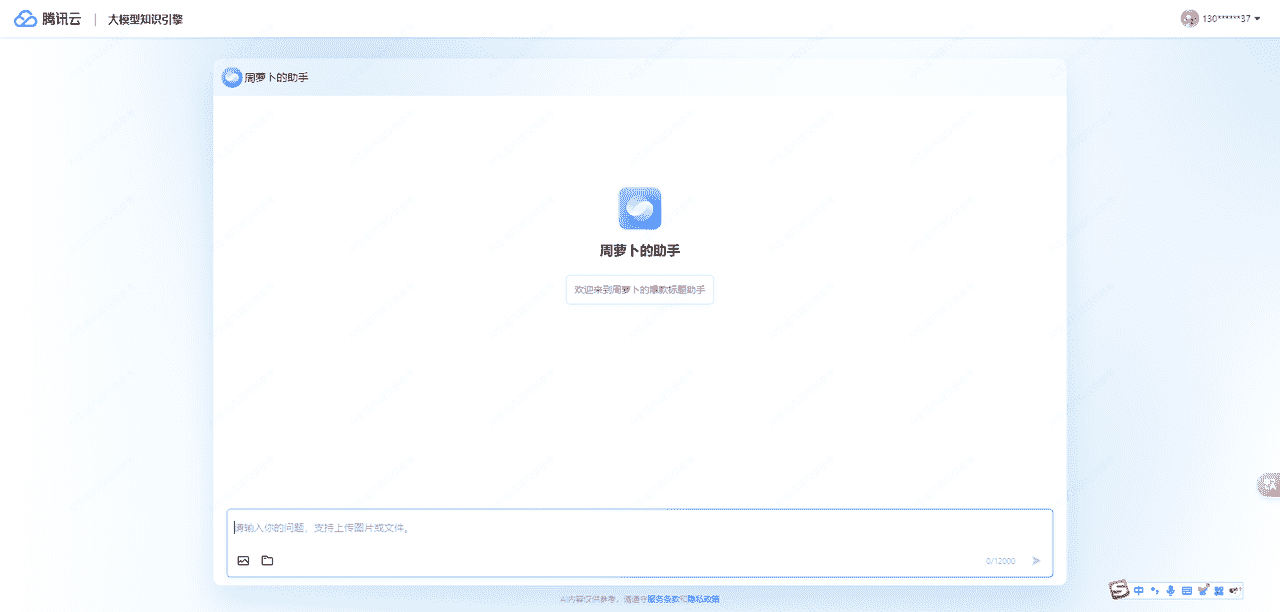 腾讯云 | 大模型知识引擎
130******37
周萝卜的助手
周萝卜的助手
欢迎来到周萝卜的爆款标题助手
请输入你的问题，支持上传图片或文件。
0/12000
AI内容仅供参考，请遵守服务条款和隐私政策
中